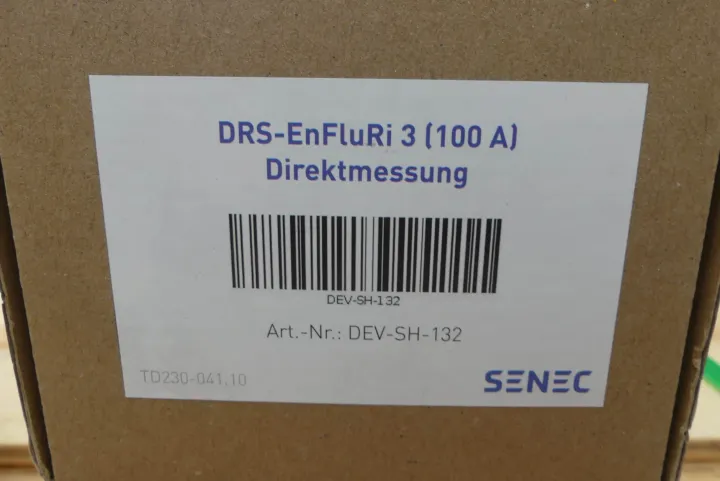 DRS-EnFluRi 3 (100 A)
Direktmessung
DEV-SH-132
Art.-Nr.: DEV-SH-132
TD230-041,10
SENEC